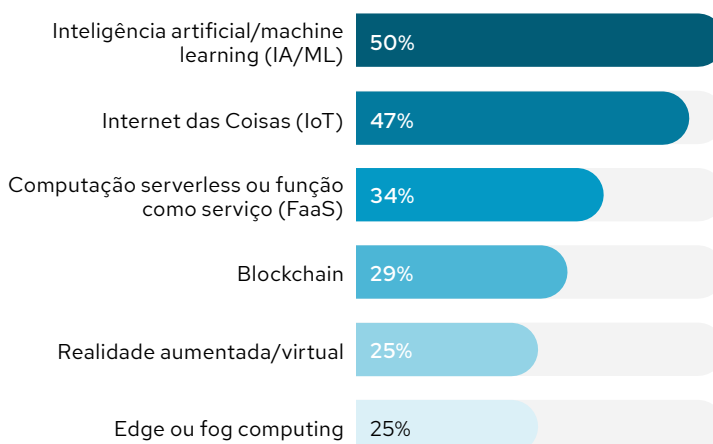 Inteligência artificial/machine
learning (IA/ML)
50%
Internet das Coisas (IoT)
47%
Computação serverless ou função
como serviço (FaaS)
34%
Blockchain
29%
Realidade aumentada/virtual
25%
Edge ou fog computing
25%